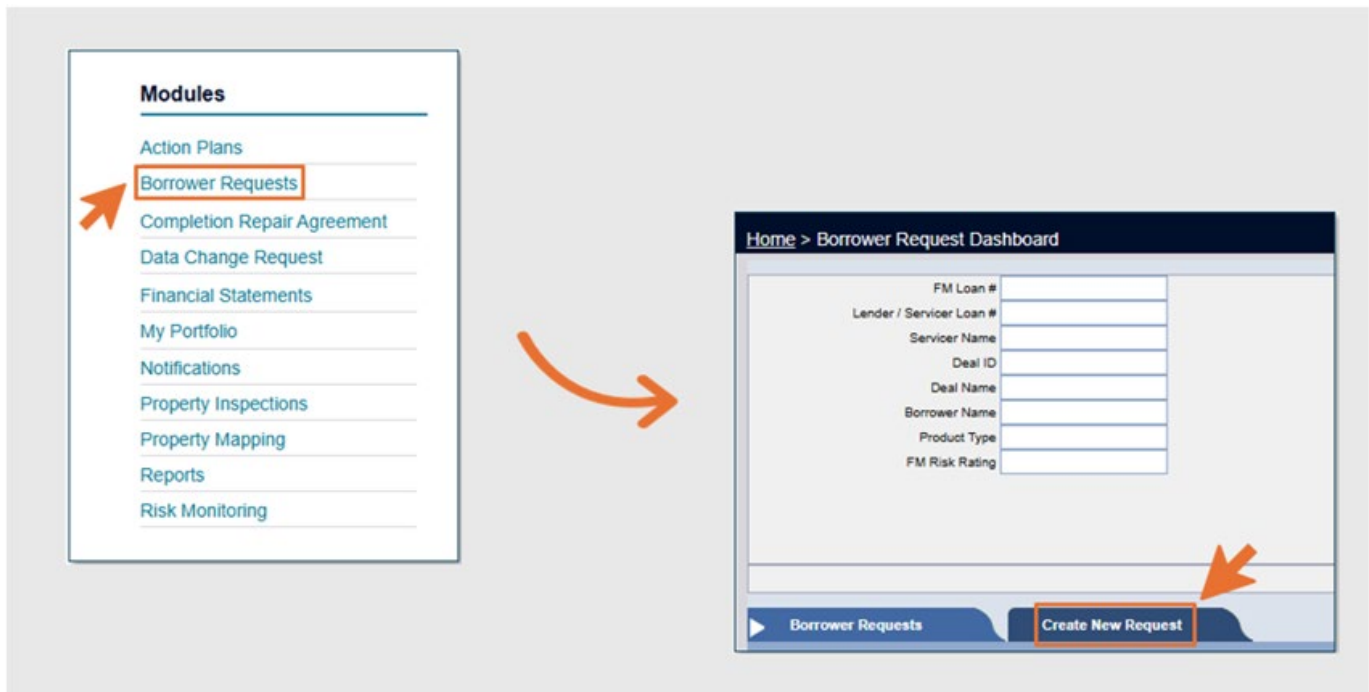 Modules
Action Plans
Borrower Requests
Completion Repair Agreement
Data Change Request
Financial Statements
My Portfolio
Notifications
Property Inspections
Property Mapping
Reports
Risk Monitoring
Home > Borrower Request Dashboard
FM Loan #
Lender / Servicer Loan #
Servicer Name
Deal ID
Deal Name
Borrower Name
Product Type
FM Risk Rating
Borrower Requests
Create New Request